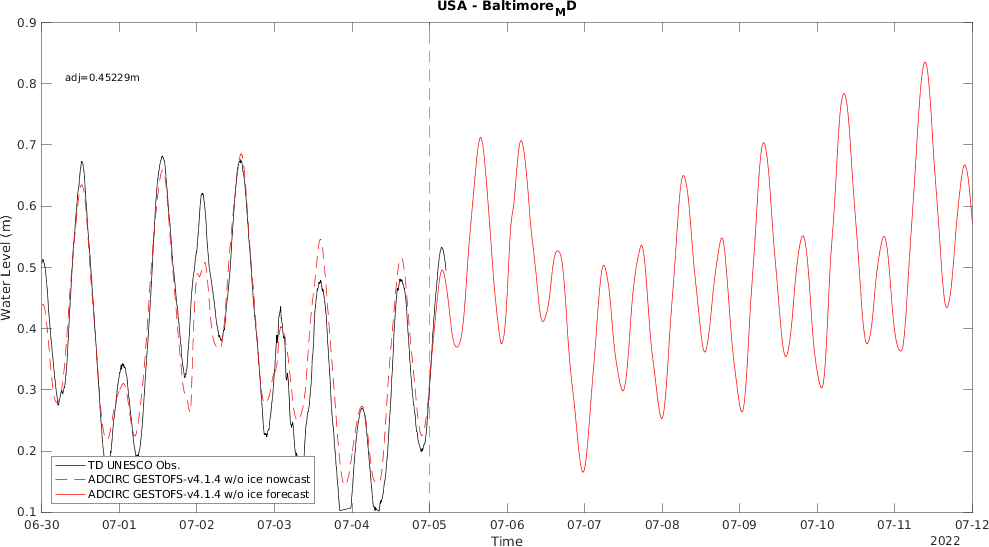 USA - BaltimoreMD
adj=0.45229m
0.9
0.8
0.7
0.6
0.5
0.4
0.3
0.2
0.1
Water Level (m)
TD UNESCO Obs.
ADCIRC GESTOFS-v4.1.4 w/o ice nowcast
ADCIRC GESTOFS-v4.1.4 w/o ice forecast
06-30 07-01 07-02 07-03 07-04 07-05 07-06 07-07 07-08 07-09 07-10 07-11 07-12
Time
2022